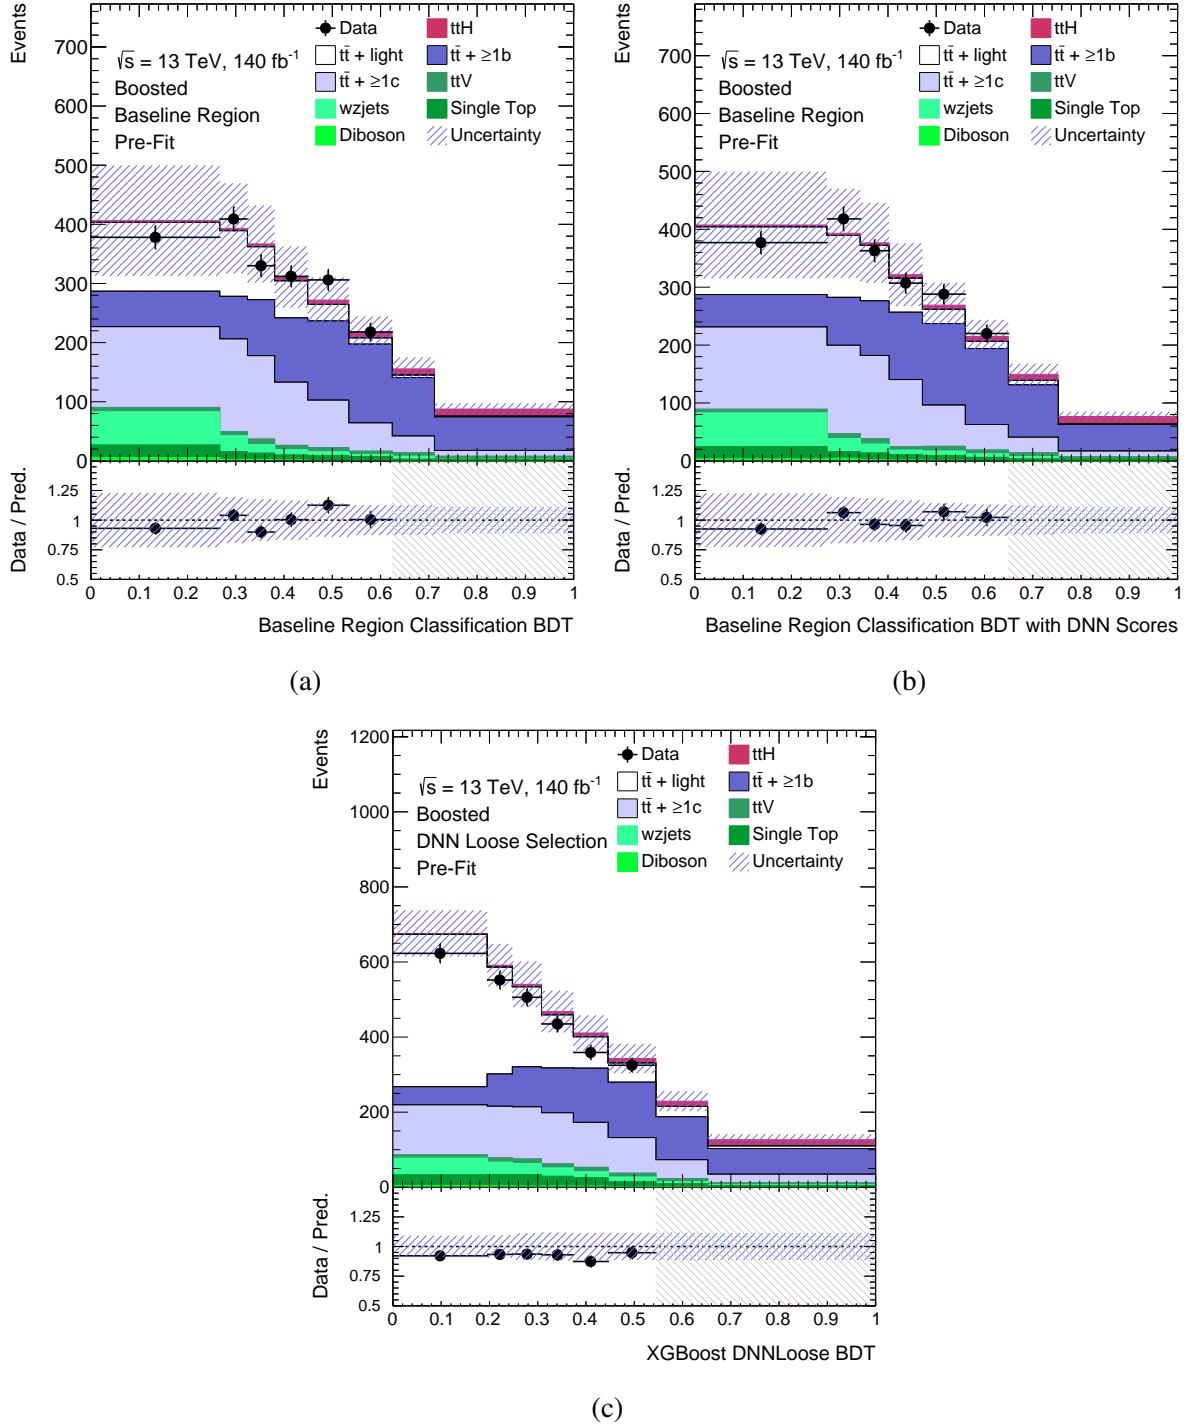 Events
700
600
500
400
300
200
100
0
√s = 13 TeV, 140 fb⁻¹
Boosted
Baseline Region
Pre-Fit
Data
ttH
tt̄ + light
tt̄ + ≥1b
tt̄ + ≥1c
ttV
wzjets
Single Top
Diboson
Uncertainty
Data / Pred.
1.25
1
0.75
0.5
0 0.1 0.2 0.3 0.4 0.5 0.6 0.7 0.8 0.9 1
Baseline Region Classification BDT
(a)
Events
700
600
500
400
300
200
100
0
√s = 13 TeV, 140 fb⁻¹
Boosted
Baseline Region
Pre-Fit
Data
ttH
tt̄ + light
tt̄ + ≥1b
tt̄ + ≥1c
ttV
wzjets
Single Top
Diboson
Uncertainty
Data / Pred.
1.25
1
0.75
0.5
0 0.1 0.2 0.3 0.4 0.5 0.6 0.7 0.8 0.9 1
Baseline Region Classification BDT with DNN Scores
(b)
Events
1200
1000
800
600
400
200
0
√s = 13 TeV, 140 fb⁻¹
Boosted
DNN Loose Selection
Pre-Fit
Data
ttH
tt̄ + light
tt̄ + ≥1b
tt̄ + ≥1c
ttV
wzjets
Single Top
Diboson
Uncertainty
Data / Pred.
1.25
1
0.75
0.5
0 0.1 0.2 0.3 0.4 0.5 0.6 0.7 0.8 0.9 1
XGBoost DNNLoose BDT
(c)